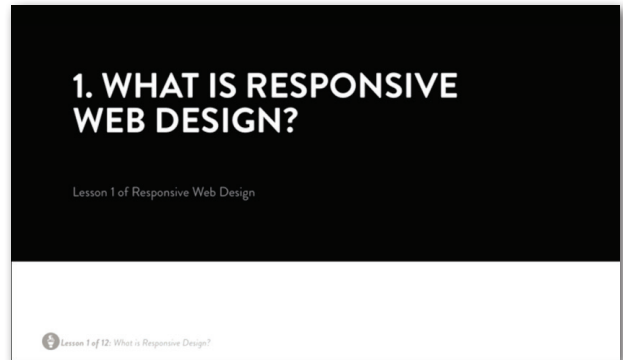 1. WHAT IS RESPONSIVE
WEB DESIGN?
Lesson 1 of Responsive Web Design
Lesson 1 of 12: What is Responsive Design?